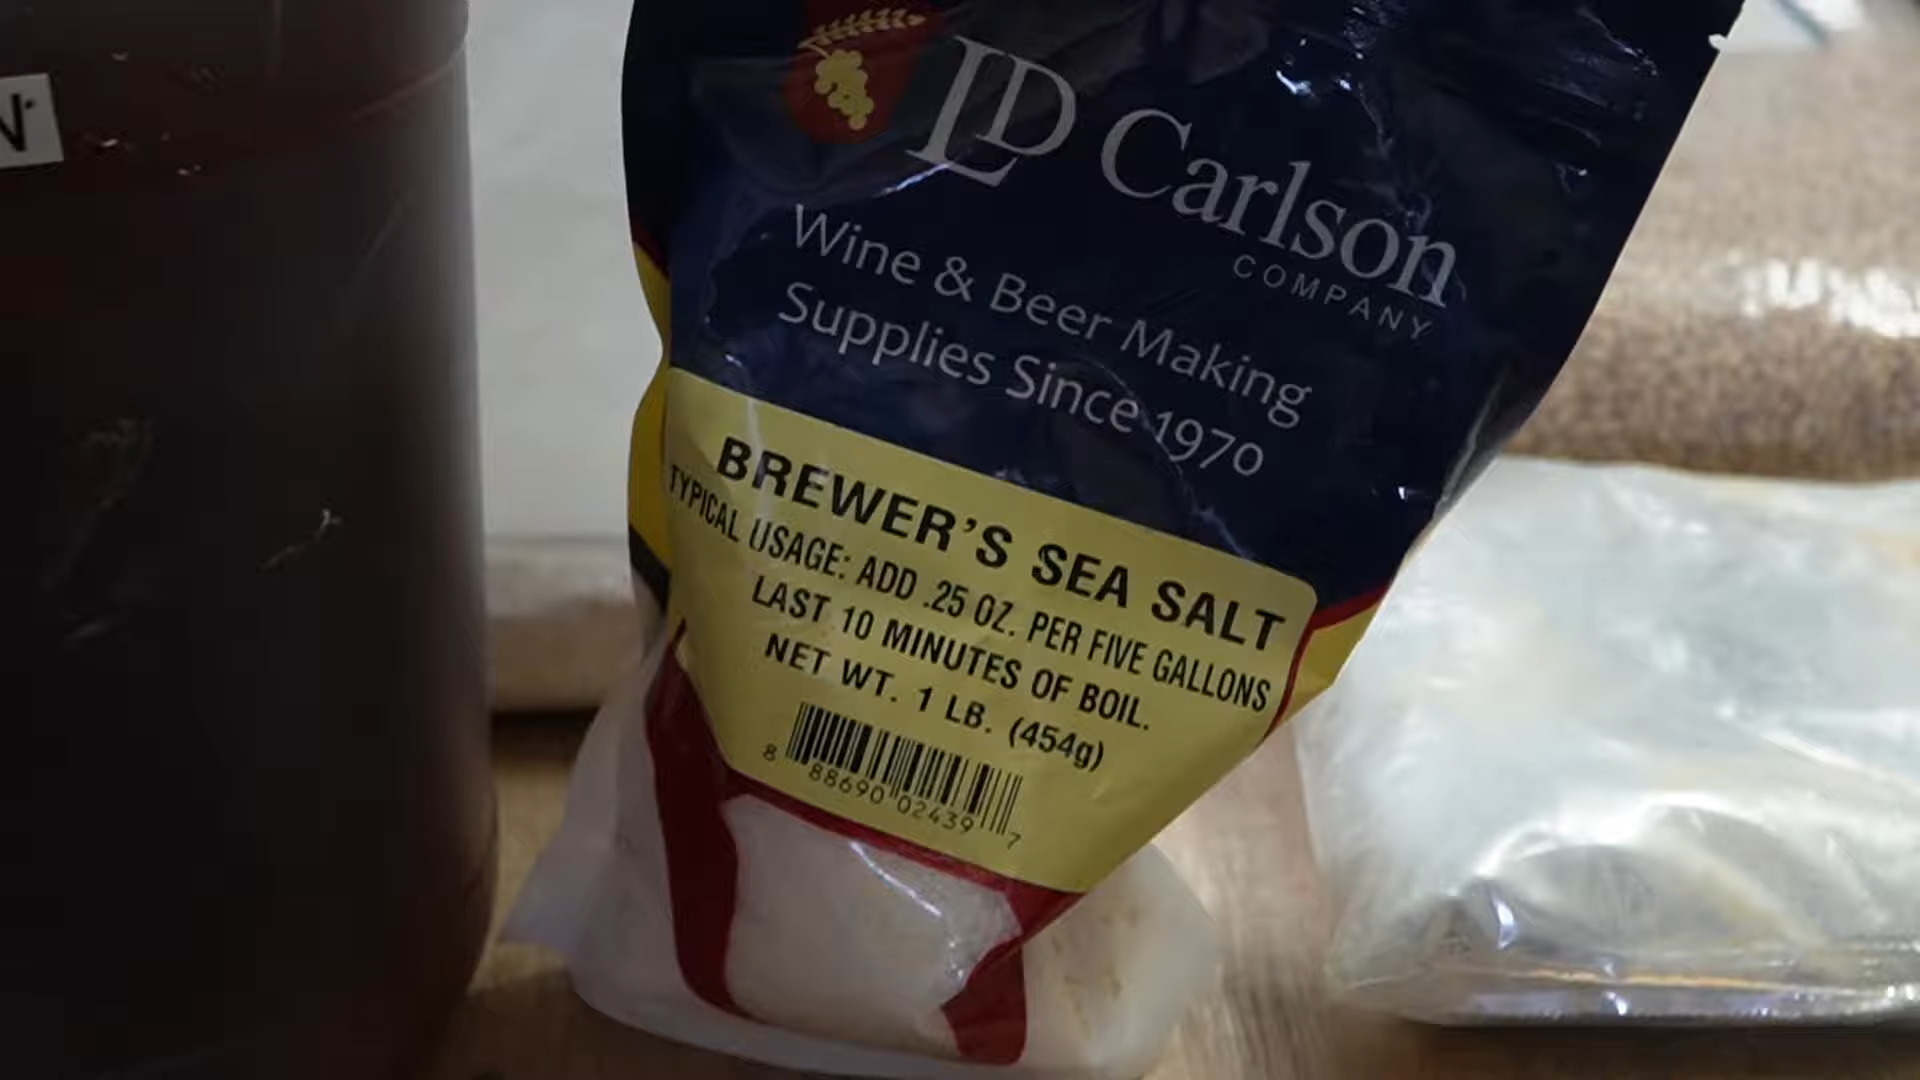 N
LD Carlson
COMPANY
Wine & Beer Making
Supplies Since 1970
BREWER'S SEA SALT
TYPICAL USAGE: ADD .25 OZ. PER FIVE GALLONS
LAST 10 MINUTES OF BOIL.
NET WT. 1 LB. (454g)
8 88690 02439 7